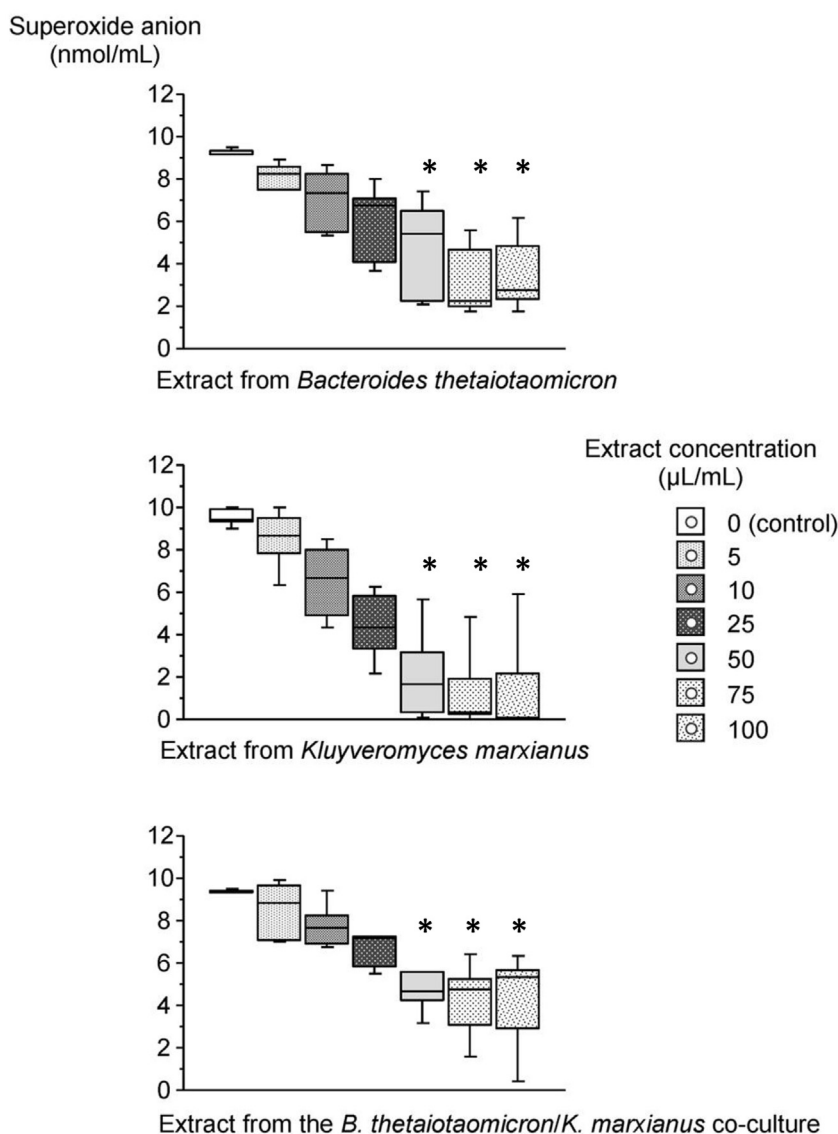 Superoxide anion
(nmol/mL)
12
10
8
6
4
2
0
* * *
Extract from Bacteroides thetaiotaomicron
12
10
8
6
4
2
0
* * *
Extract from Kluyveromyces marxianus
Extract concentration
(µL/mL)
0 (control)
5
10
25
50
75
100
12
10
8
6
4
2
0
* * *
Extract from the B. thetaiotaomicron/K. marxianus co-culture